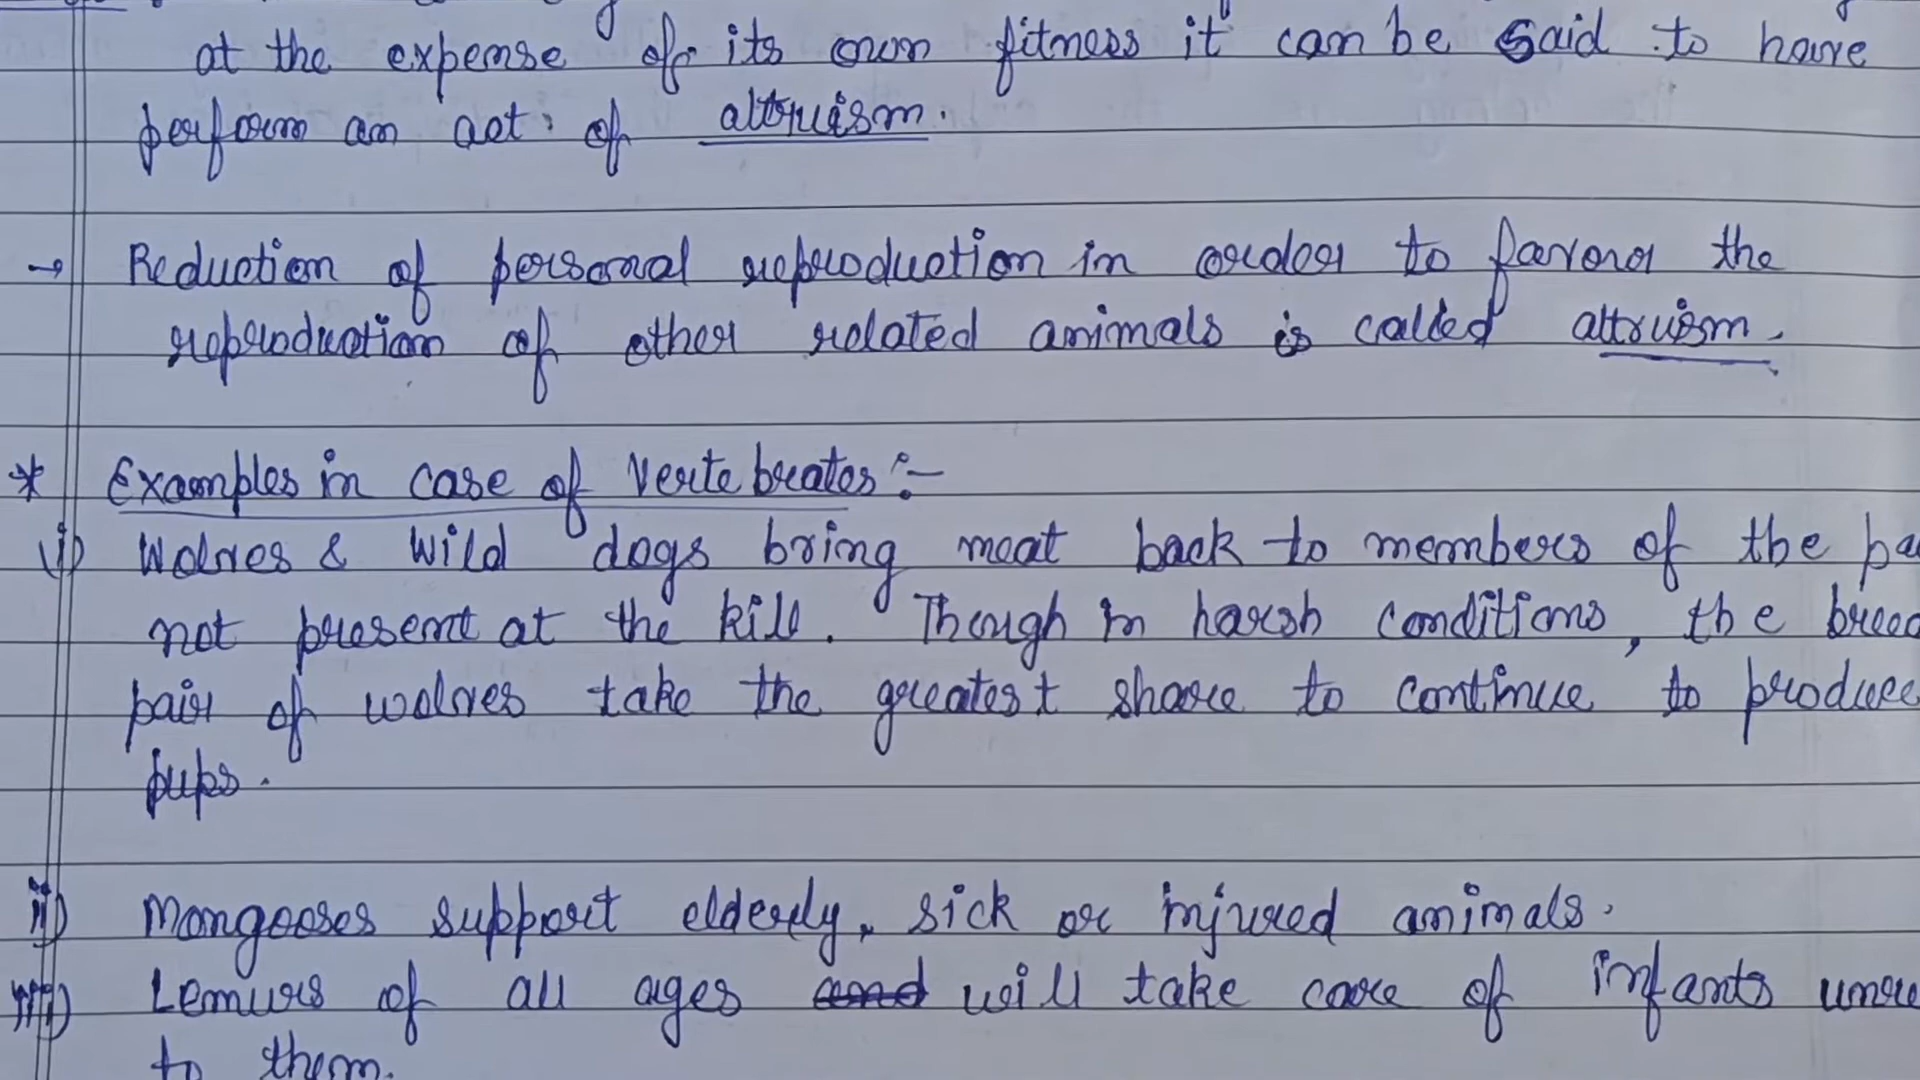 at the expense of its own fitness it can be said to have
perform an act of altruism.
→ Reduction of personal reproduction in order to favour the
reproduction of other related animals is called altruism.
* Examples in case of Vertebrates :-
i) Wolves & Wild dogs bring meat back to members of the pa
not present at the kill. Though in harsh conditions, the breed
pair of wolves take the greatest share to continue to produce
pups.
ii) Mongooses support elderly, sick or injured animals.
iii) Lemurs of all ages and will take care of infants unre
to them.